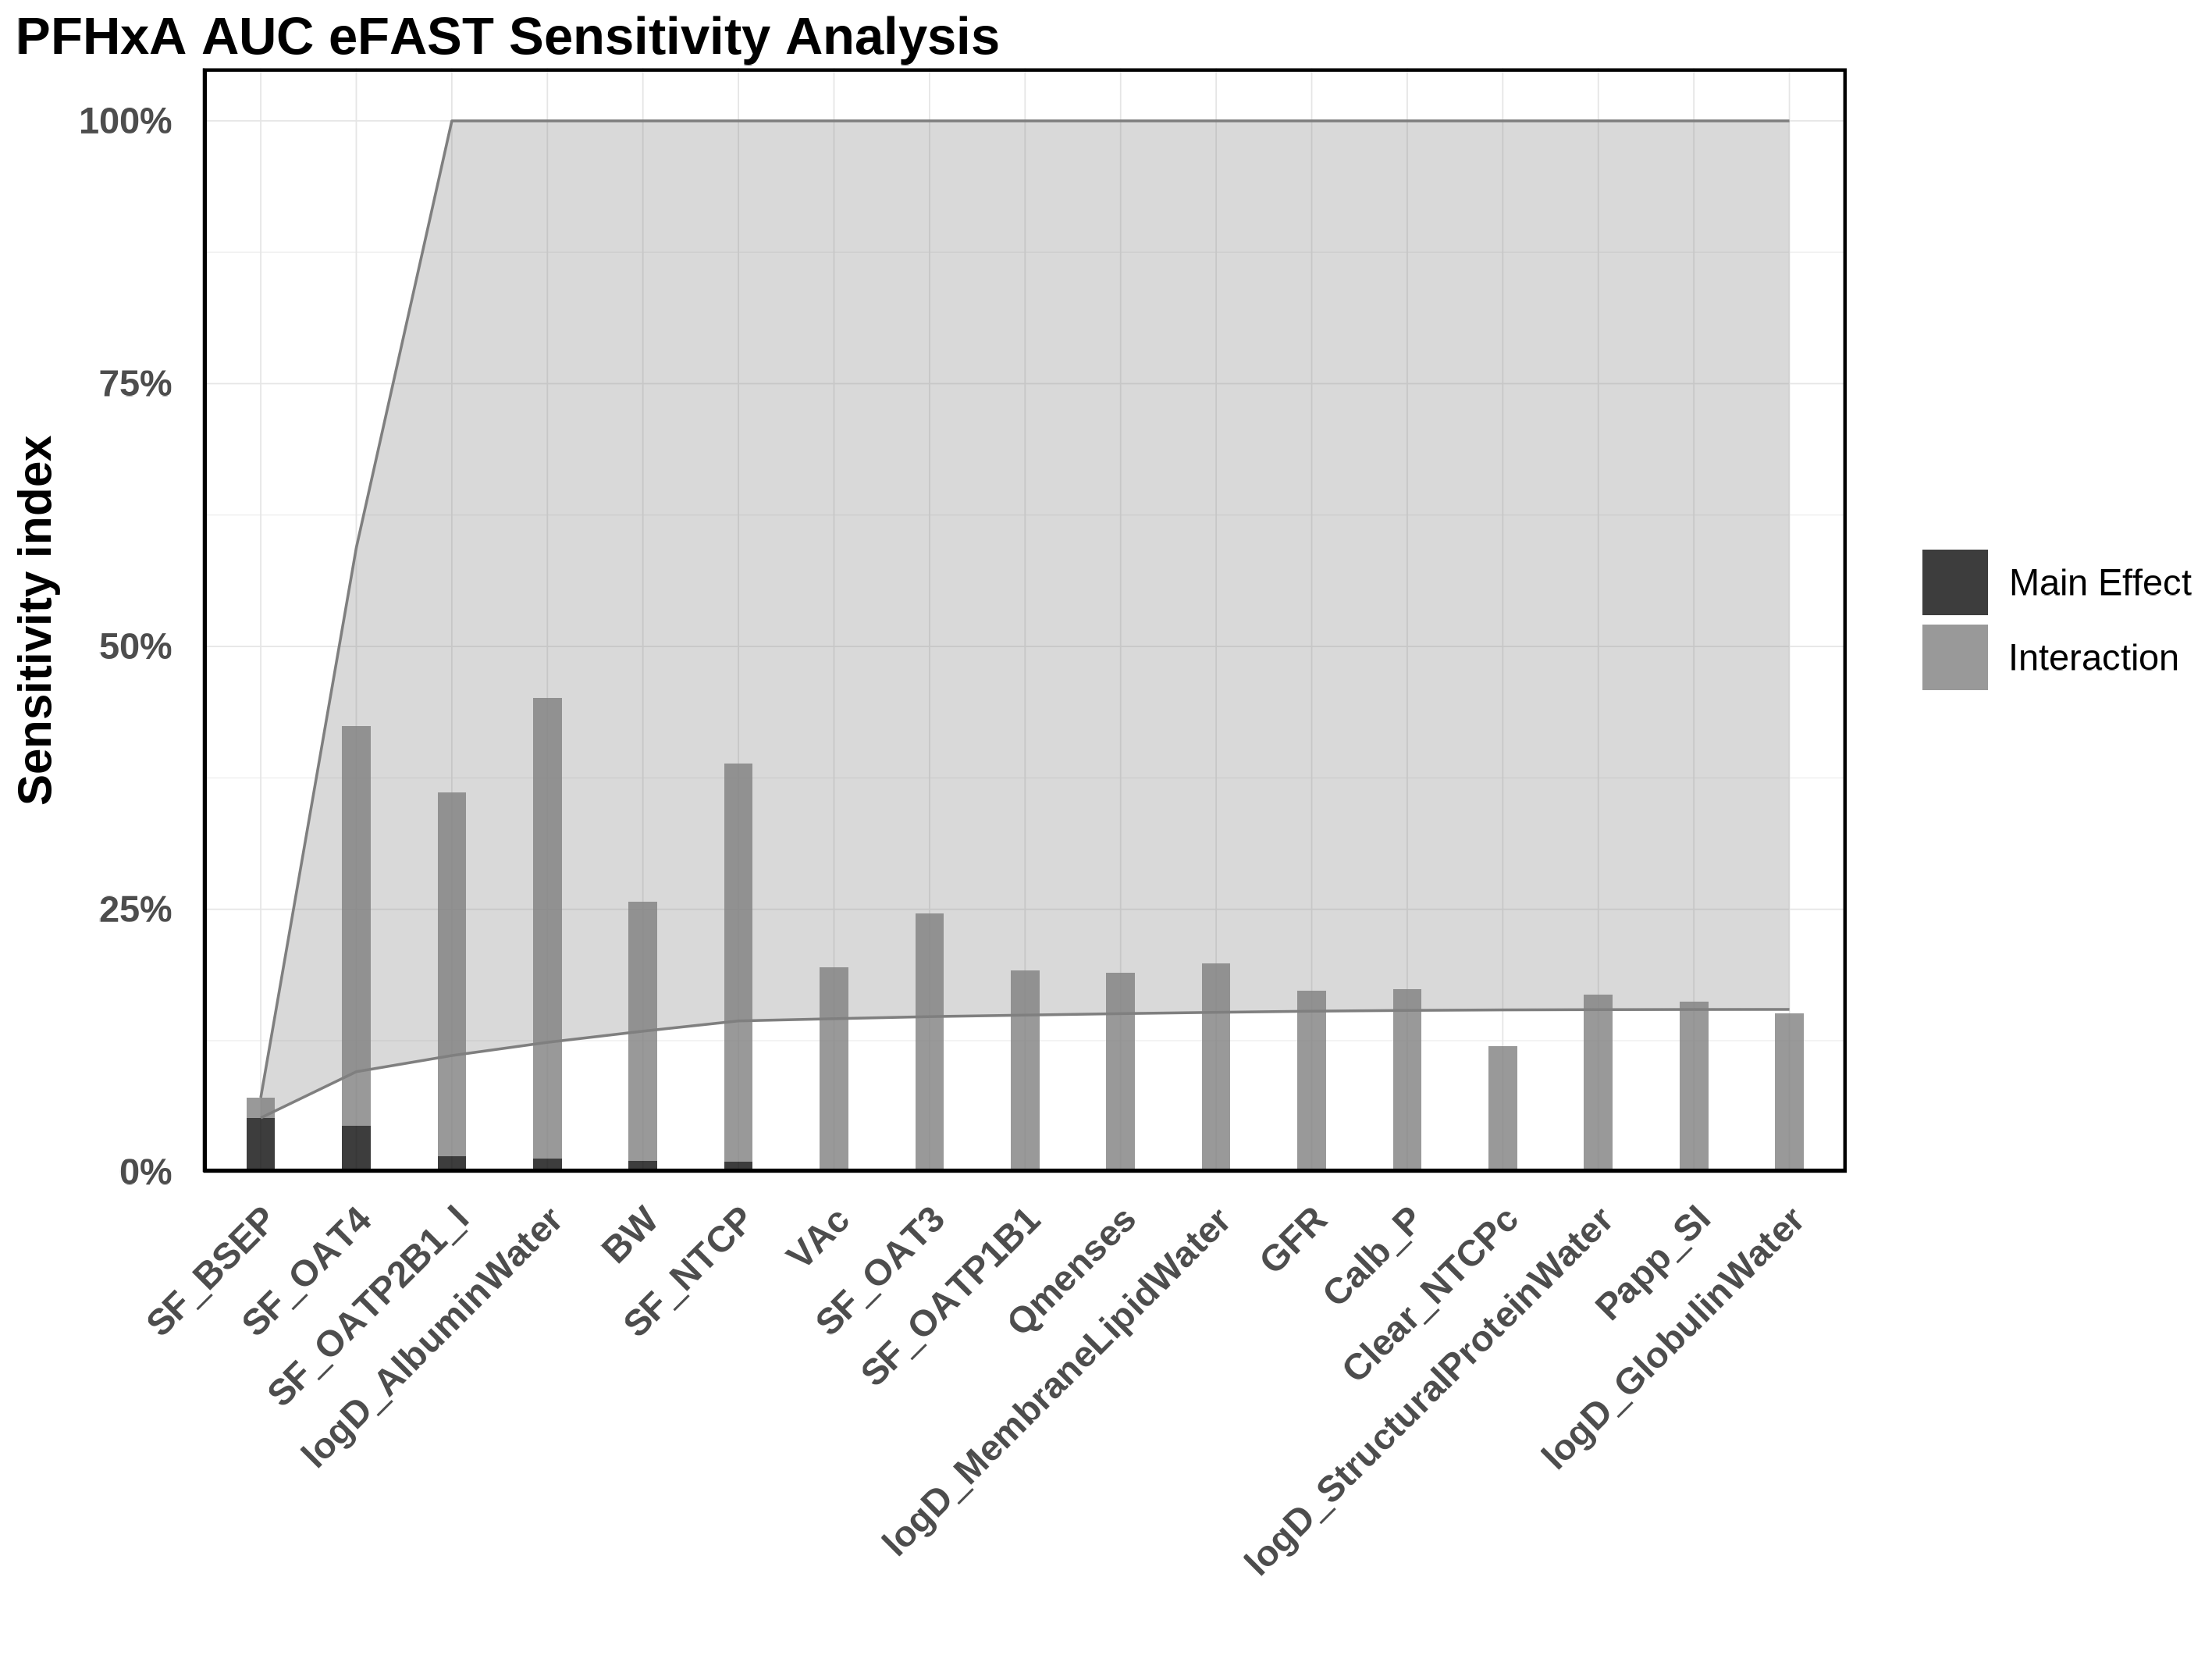 PFHxA AUC eFAST Sensitivity Analysis
Sensitivity index
100%
75%
50%
25%
0%
SF_BSEP
SF_OAT4
SF_OATP2B1_I
logD_AlbuminWater
BW
SF_NTCP
VAc
SF_OAT3
SF_OATP1B1
Qmenses
logD_MembraneLipidWater
GFR
Calb_P
Clear_NTCPc
logD_StructuralProteinWater
Papp_SI
logD_GlobulinWater
Main Effect
Interaction